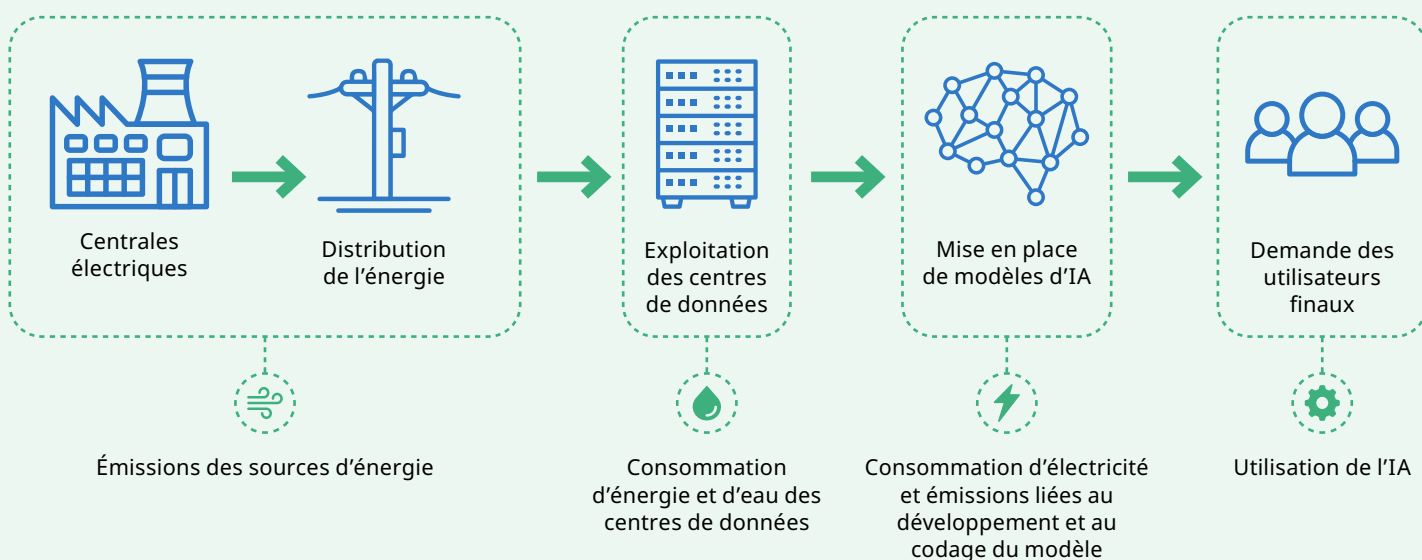 Centrales
électriques
Distribution
de l’énergie
Exploitation
des centres
de données
Mise en place
de modèles d’IA
Demande des
utilisateurs
finaux
Émissions des sources d’énergie
Consommation
d’énergie et d’eau des
centres de données
Consommation d’électricité
et émissions liées au
développement et au
codage du modèle
Utilisation de l’IA